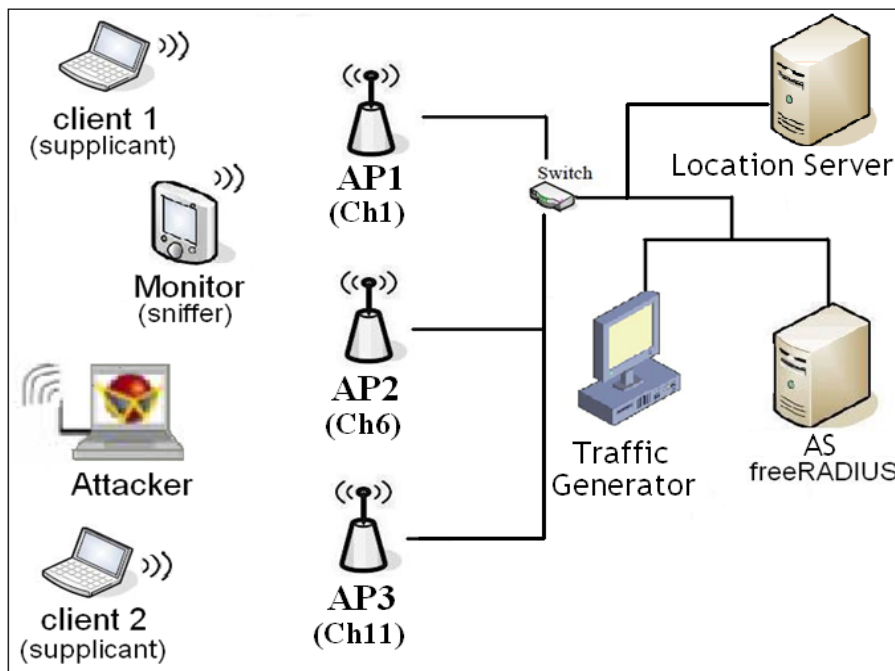 client 1
(supplicant)
Monitor
(sniffer)
Attacker
client 2
(supplicant)
AP1
(Ch1)
AP2
(Ch6)
AP3
(Ch11)
Switch
Location Server
Traffic
Generator
AS
freeRADIUS